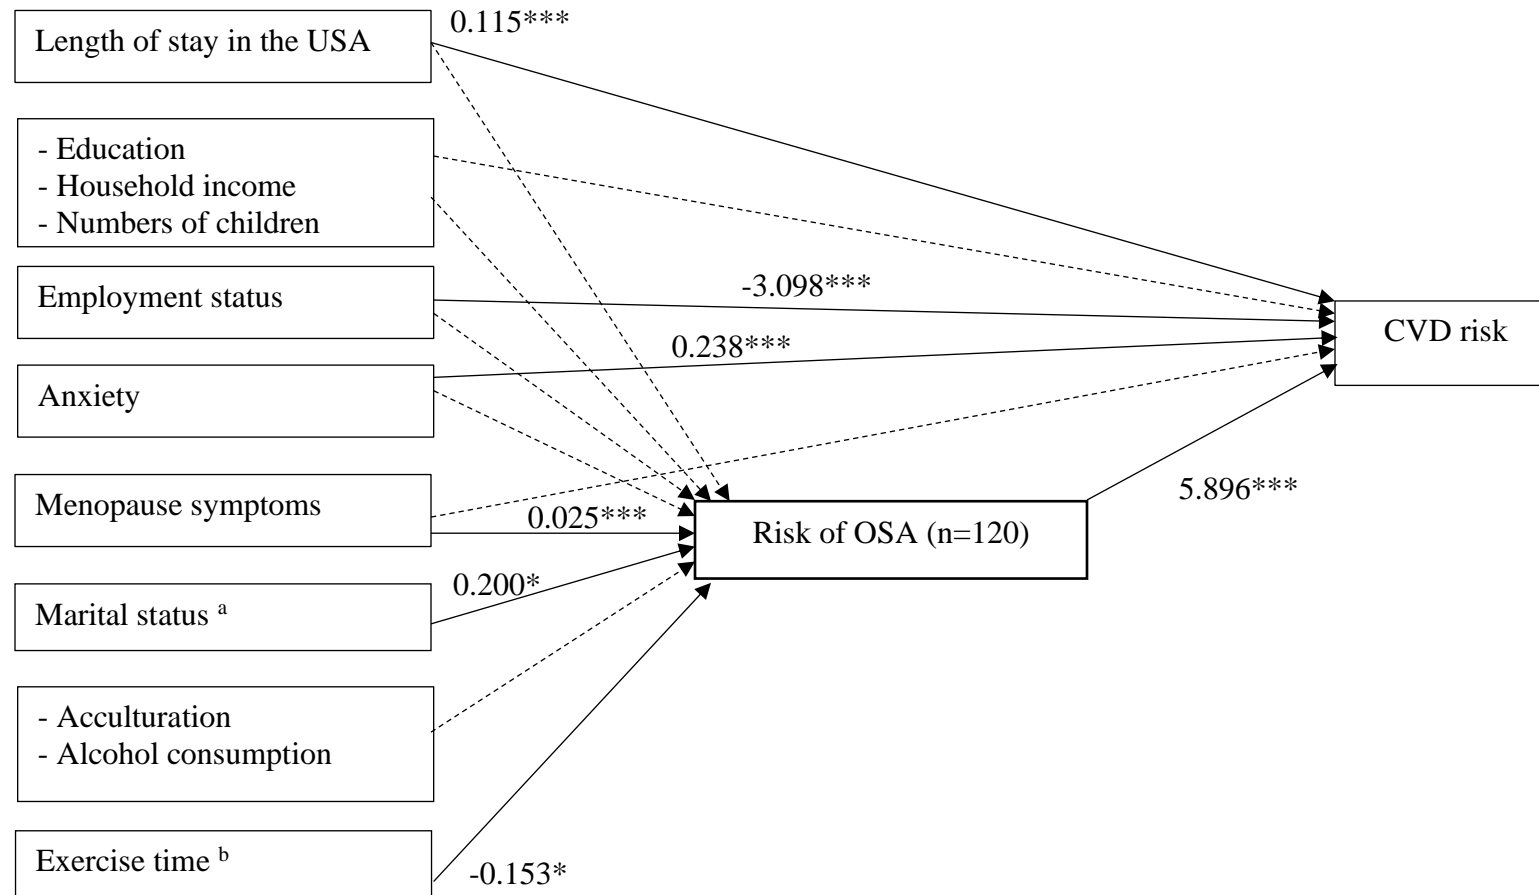 0.115***
Length of stay in the USA
- Education
- Household income
- Numbers of children
Employment status
-3.098***
CVD risk
0.238***
Anxiety
Menopause symptoms
5.896***
0.025***
Risk of OSA (n=120)
0.200*
Marital status ᵃ
- Acculturation
- Alcohol consumption
Exercise time ᵇ
-0.153*